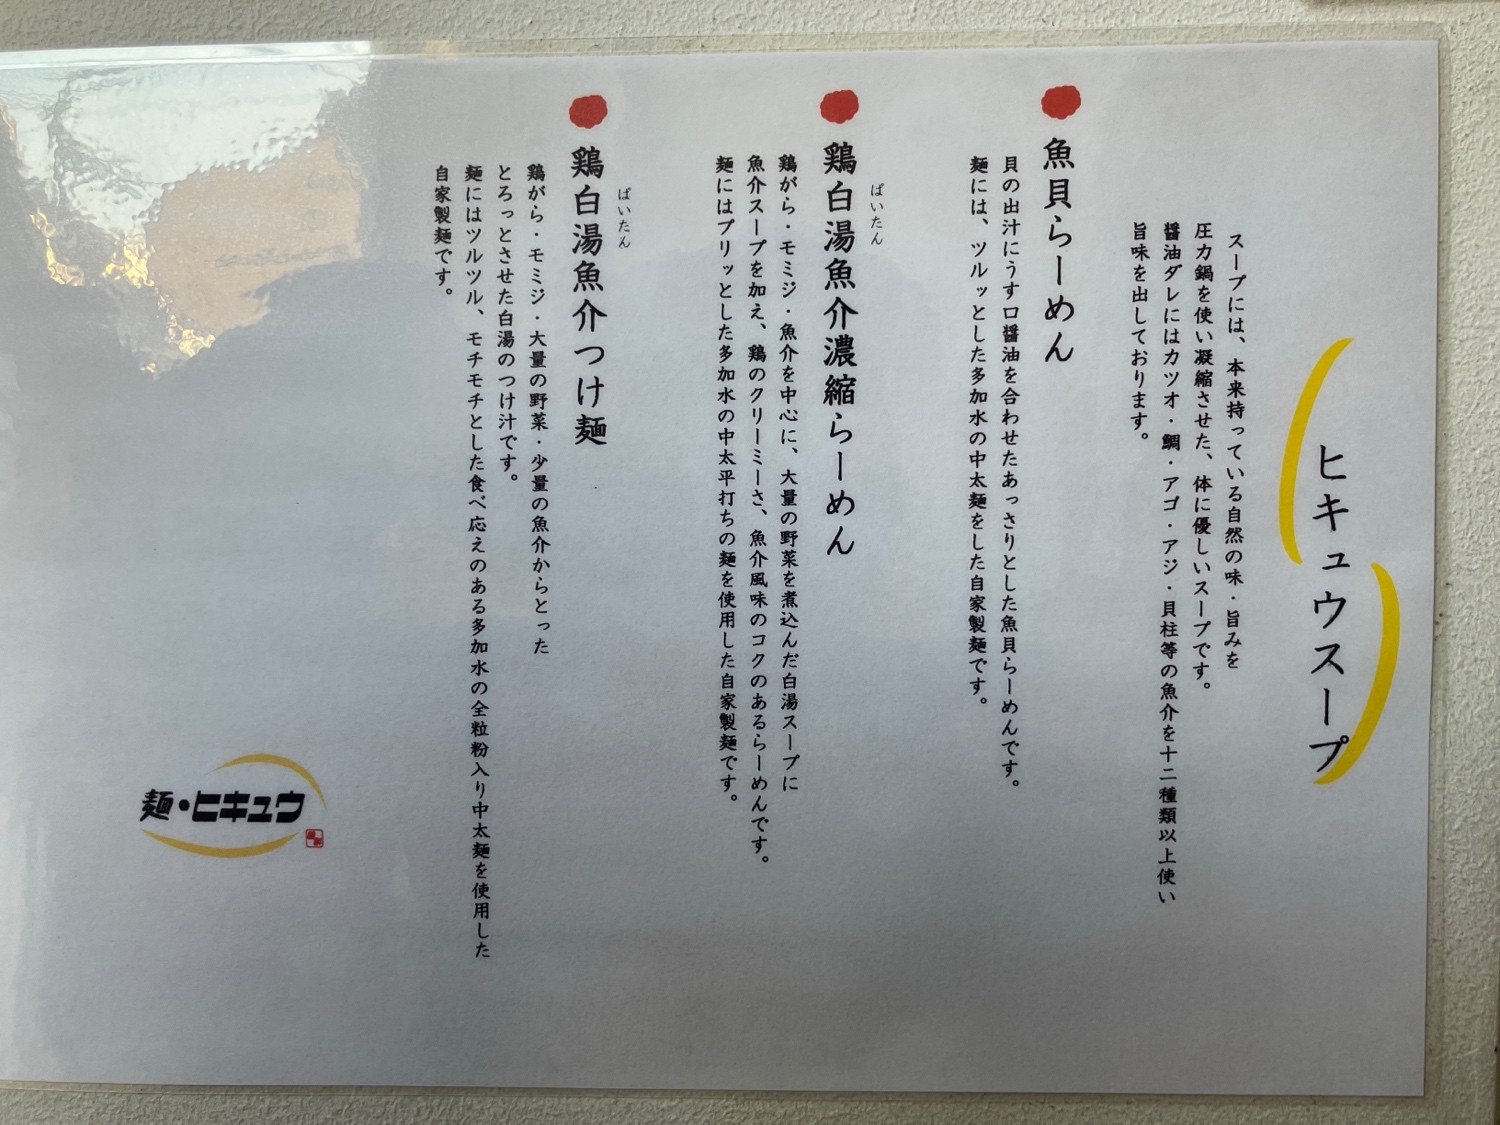 ヒキュウスープ
スープには、本来持っている自然の味・旨みを
圧力鍋を使い凝縮させた、体に優しいスープです。
醤油ダレにはカツオ・鯛・アゴ・アジ・貝柱等の魚介を十二種類以上使い
旨味を出しております。
魚貝らーめん
貝の出汁にうす口醤油を合わせたあっさりとした魚貝らーめんです。
麺には、ツルッとした多加水の中太麺をした自家製麺です。
ぱいたん
鶏白湯魚介濃縮らーめん
鶏がら・モミジ・魚介を中心に、大量の野菜を煮込んだ白湯スープに
魚介スープを加え、鶏のクリーミーさ、魚介風味のコクのあるらーめんです。
麺にはプリッとした多加水の中太平打ちの麺を使用した自家製麺です。
ぱいたん
鶏白湯魚介つけ麺
鶏がら・モミジ・大量の野菜・少量の魚介からとった
とろっとさせた白湯のつけ汁です。
麺にはツルツル、モチモチとした食べ応えのある多加水の全粒粉入り中太麺を使用した
自家製麺です。
麺・ヒキュウ